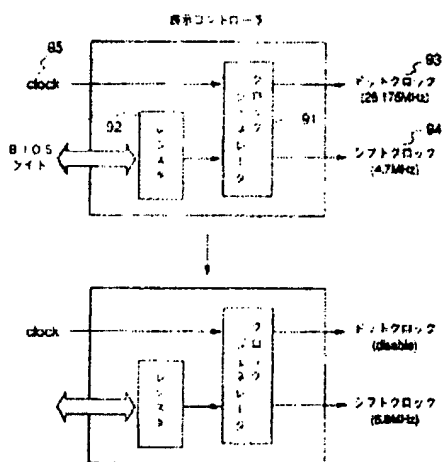 表示コントローラ
95
clock
93
ドットクロック
(25.175MHz)
92
レジスタ
クロックジェネレータ
91
94
シフトクロック
(4.7MHz)
BIOS
ライト
clock
クロックジェネレータ
ドットクロック
(disable)
レジスタ
シフトクロック